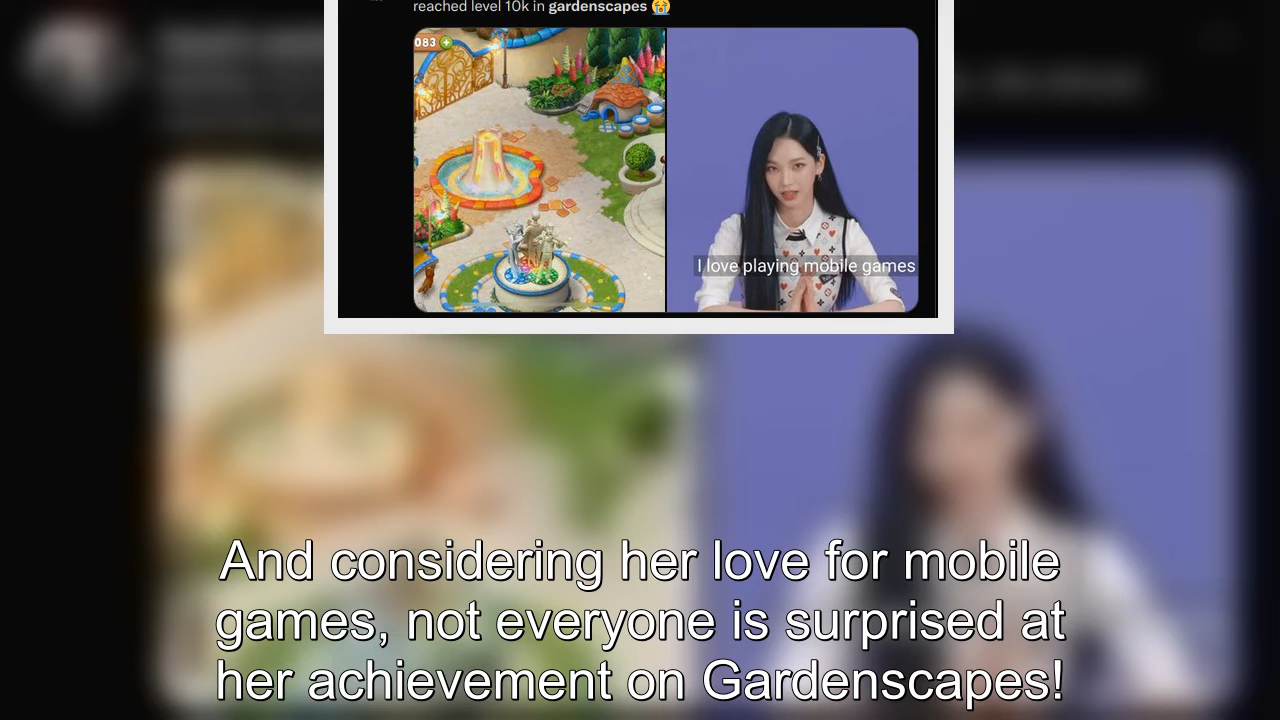 reached level 10k in gardenscapes 😭
083
I love playing mobile games
And considering her love for mobile
games, not everyone is surprised at
her achievement on Gardenscapes!